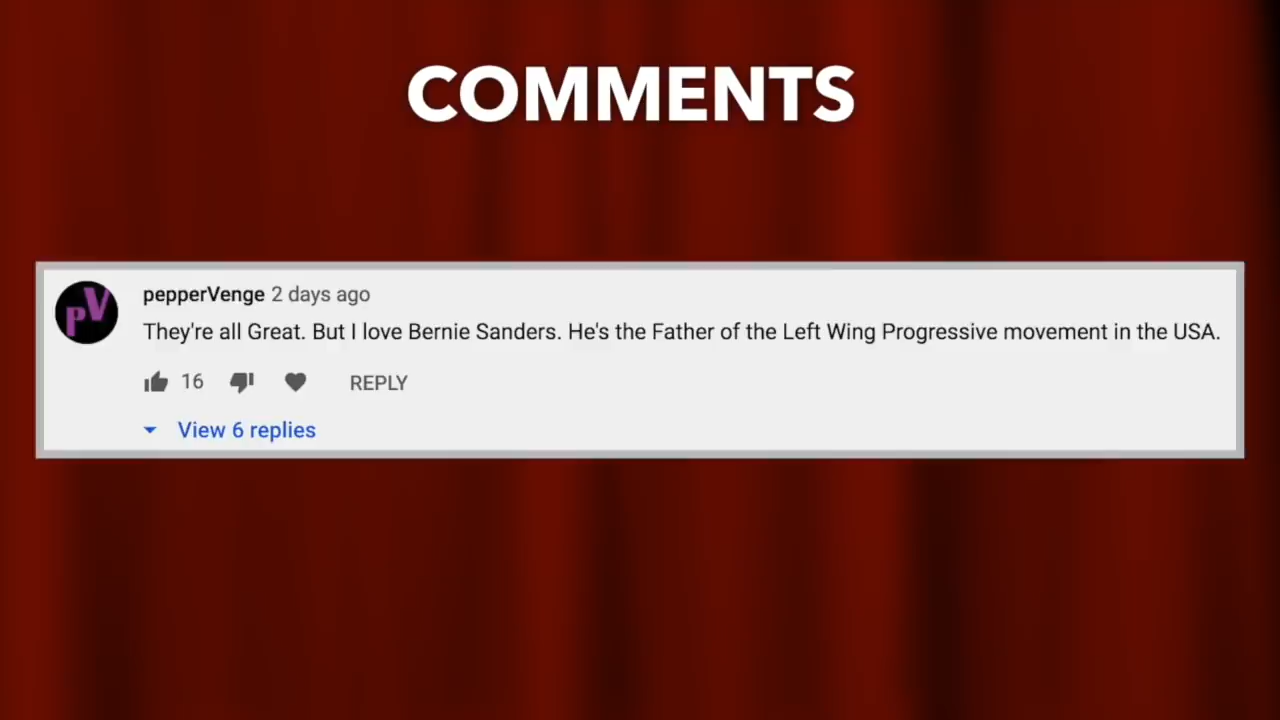 COMMENTS
pV
pepperVenge 2 days ago
They're all Great. But I love Bernie Sanders. He's the Father of the Left Wing Progressive movement in the USA.
16 REPLY
View 6 replies